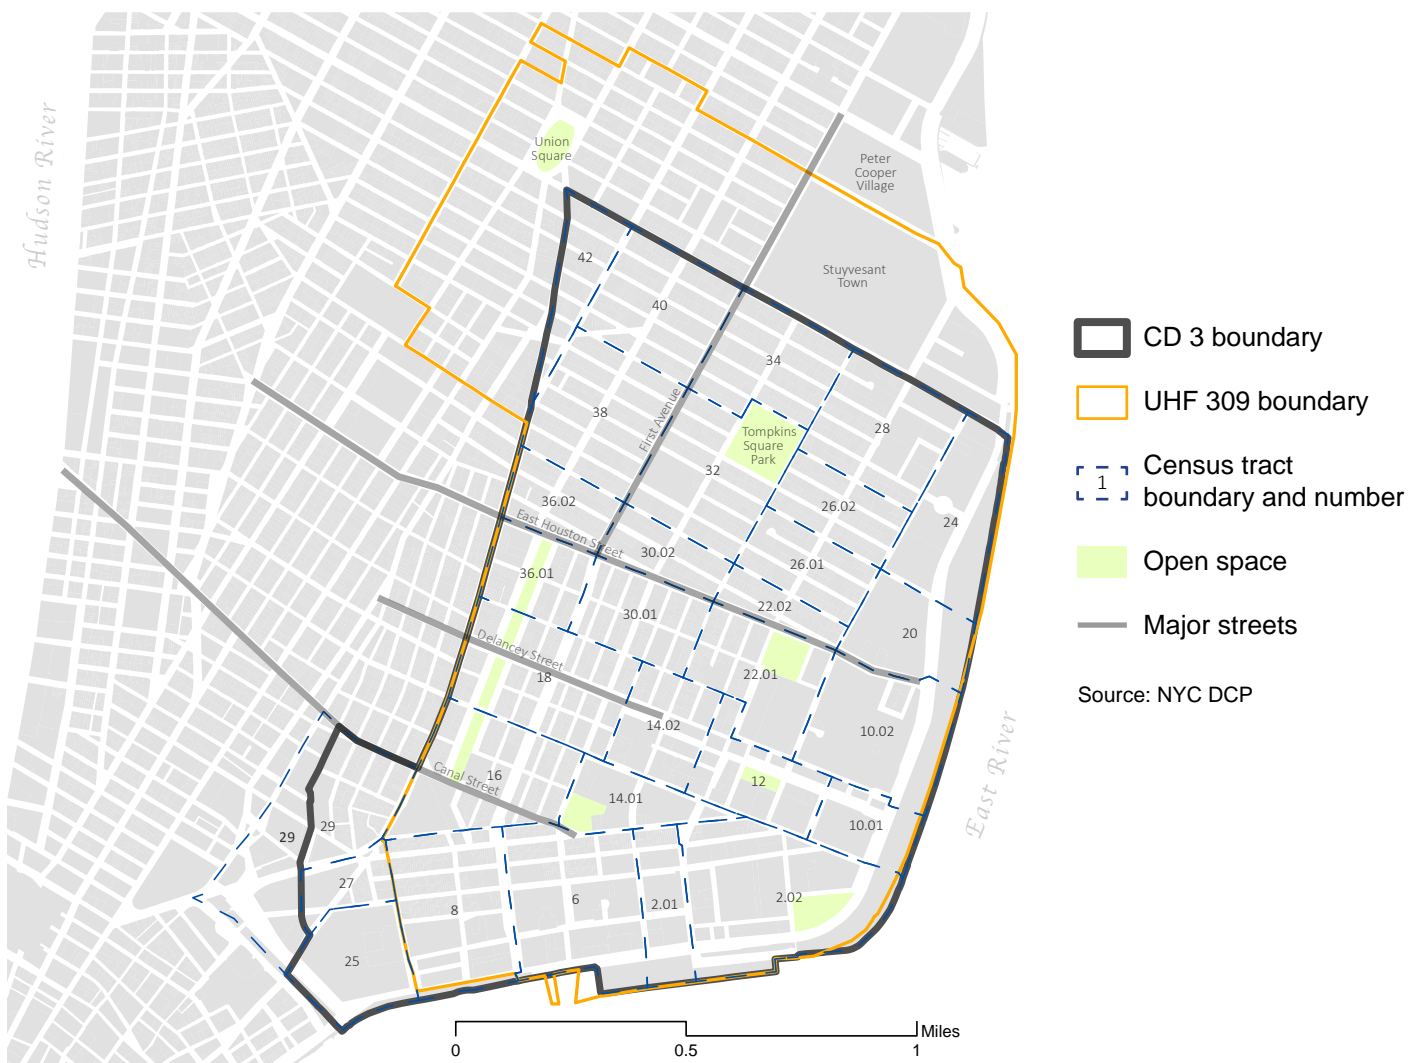 Hudson River
Union
Square
Peter
Cooper
Village
Stuyvesant
Town
42
40
34
38
First Avenue
Tompkins
Square
Park
28
32
36.02
26.02
24
East Houston Street
30.02
26.01
36.01
30.01
22.02
20
Delancey Street
18
22.01
14.02
10.02
Canal Street
16
12
14.01
10.01
29
29
27
8
6
2.01
2.02
25
East River
CD 3 boundary
UHF 309 boundary
1
Census tract
boundary and number
Open space
Major streets
Source: NYC DCP
Miles
0
0.5
1